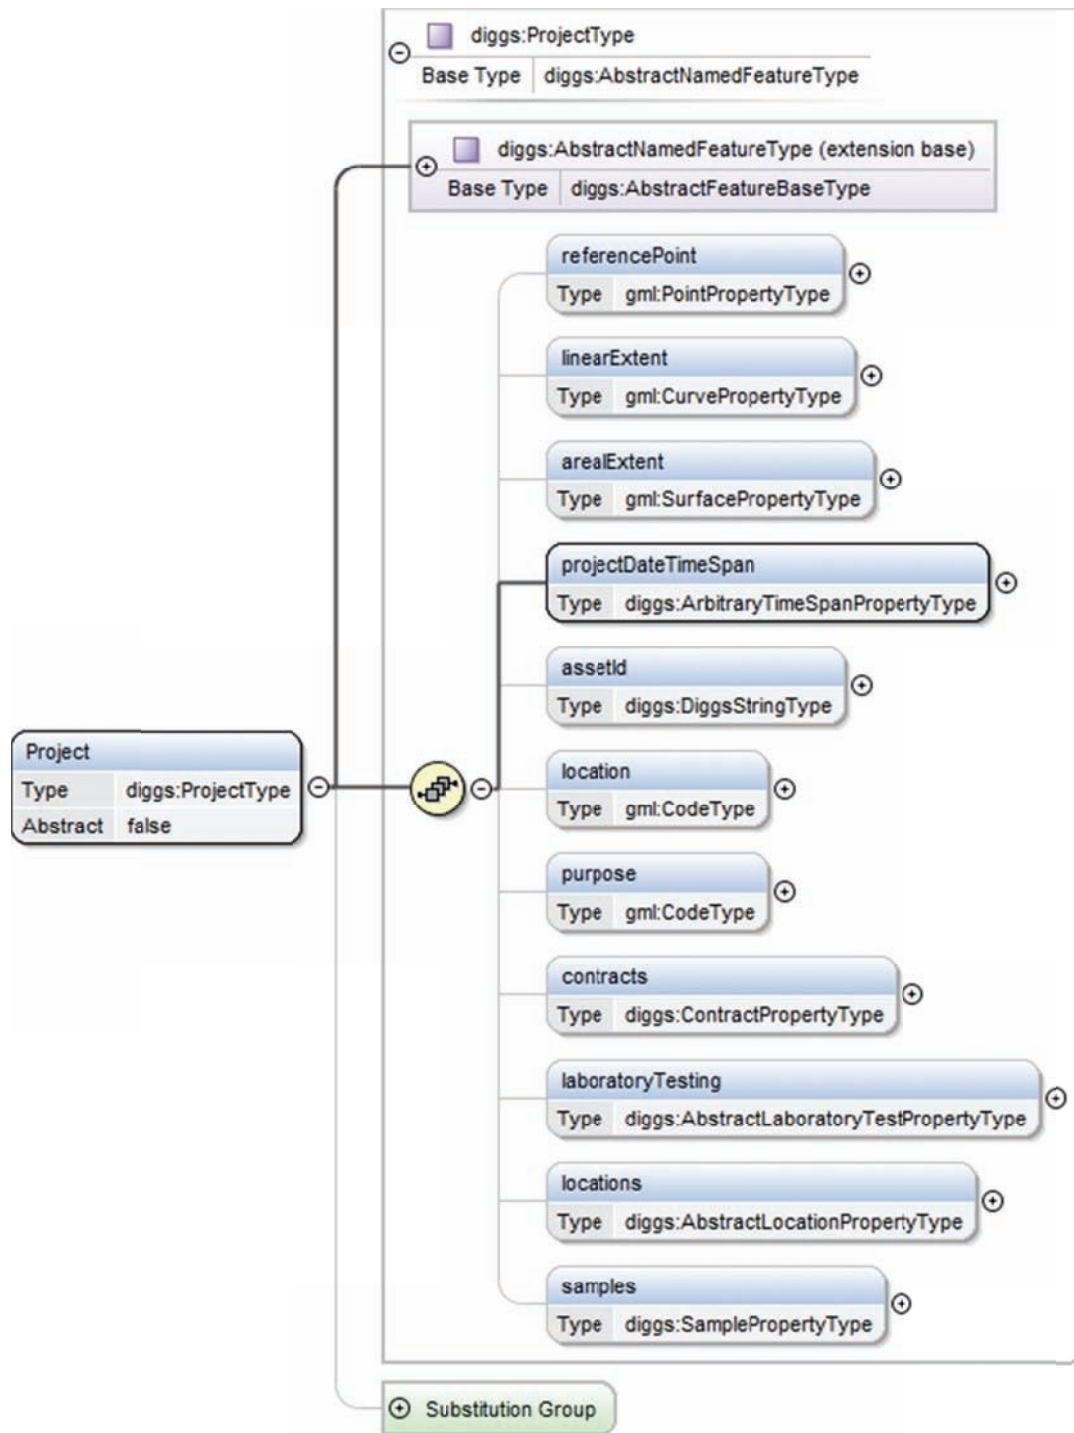 diggs:ProjectType
Base Type diggs:AbstractNamedFeatureType
diggs:AbstractNamedFeatureType (extension base)
Base Type diggs:AbstractFeatureBaseType
referencePoint
Type gml:PointPropertyType
linearExtent
Type gml:CurvePropertyType
arealExtent
Type gml:SurfacePropertyType
projectDateTimeSpan
Type diggs:ArbitraryTimeSpanPropertyType
assetId
Type diggs:DiggsStringType
Project
Type diggs:ProjectType
Abstract false
location
Type gml:CodeType
purpose
Type gml:CodeType
contracts
Type diggs:ContractPropertyType
laboratoryTesting
Type diggs:AbstractLaboratoryTestPropertyType
locations
Type diggs:AbstractLocationPropertyType
samples
Type diggs:SamplePropertyType
Substitution Group